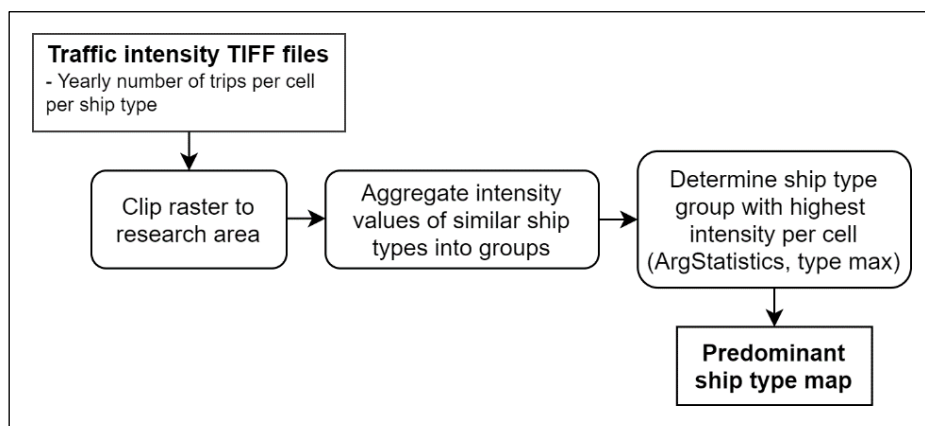 Traffic intensity TIFF files
- Yearly number of trips per cell
per ship type
Clip raster to
research area
Aggregate intensity
values of similar ship
types into groups
Determine ship type
group with highest
intensity per cell
(ArgStatistics, type max)
Predominant
ship type map